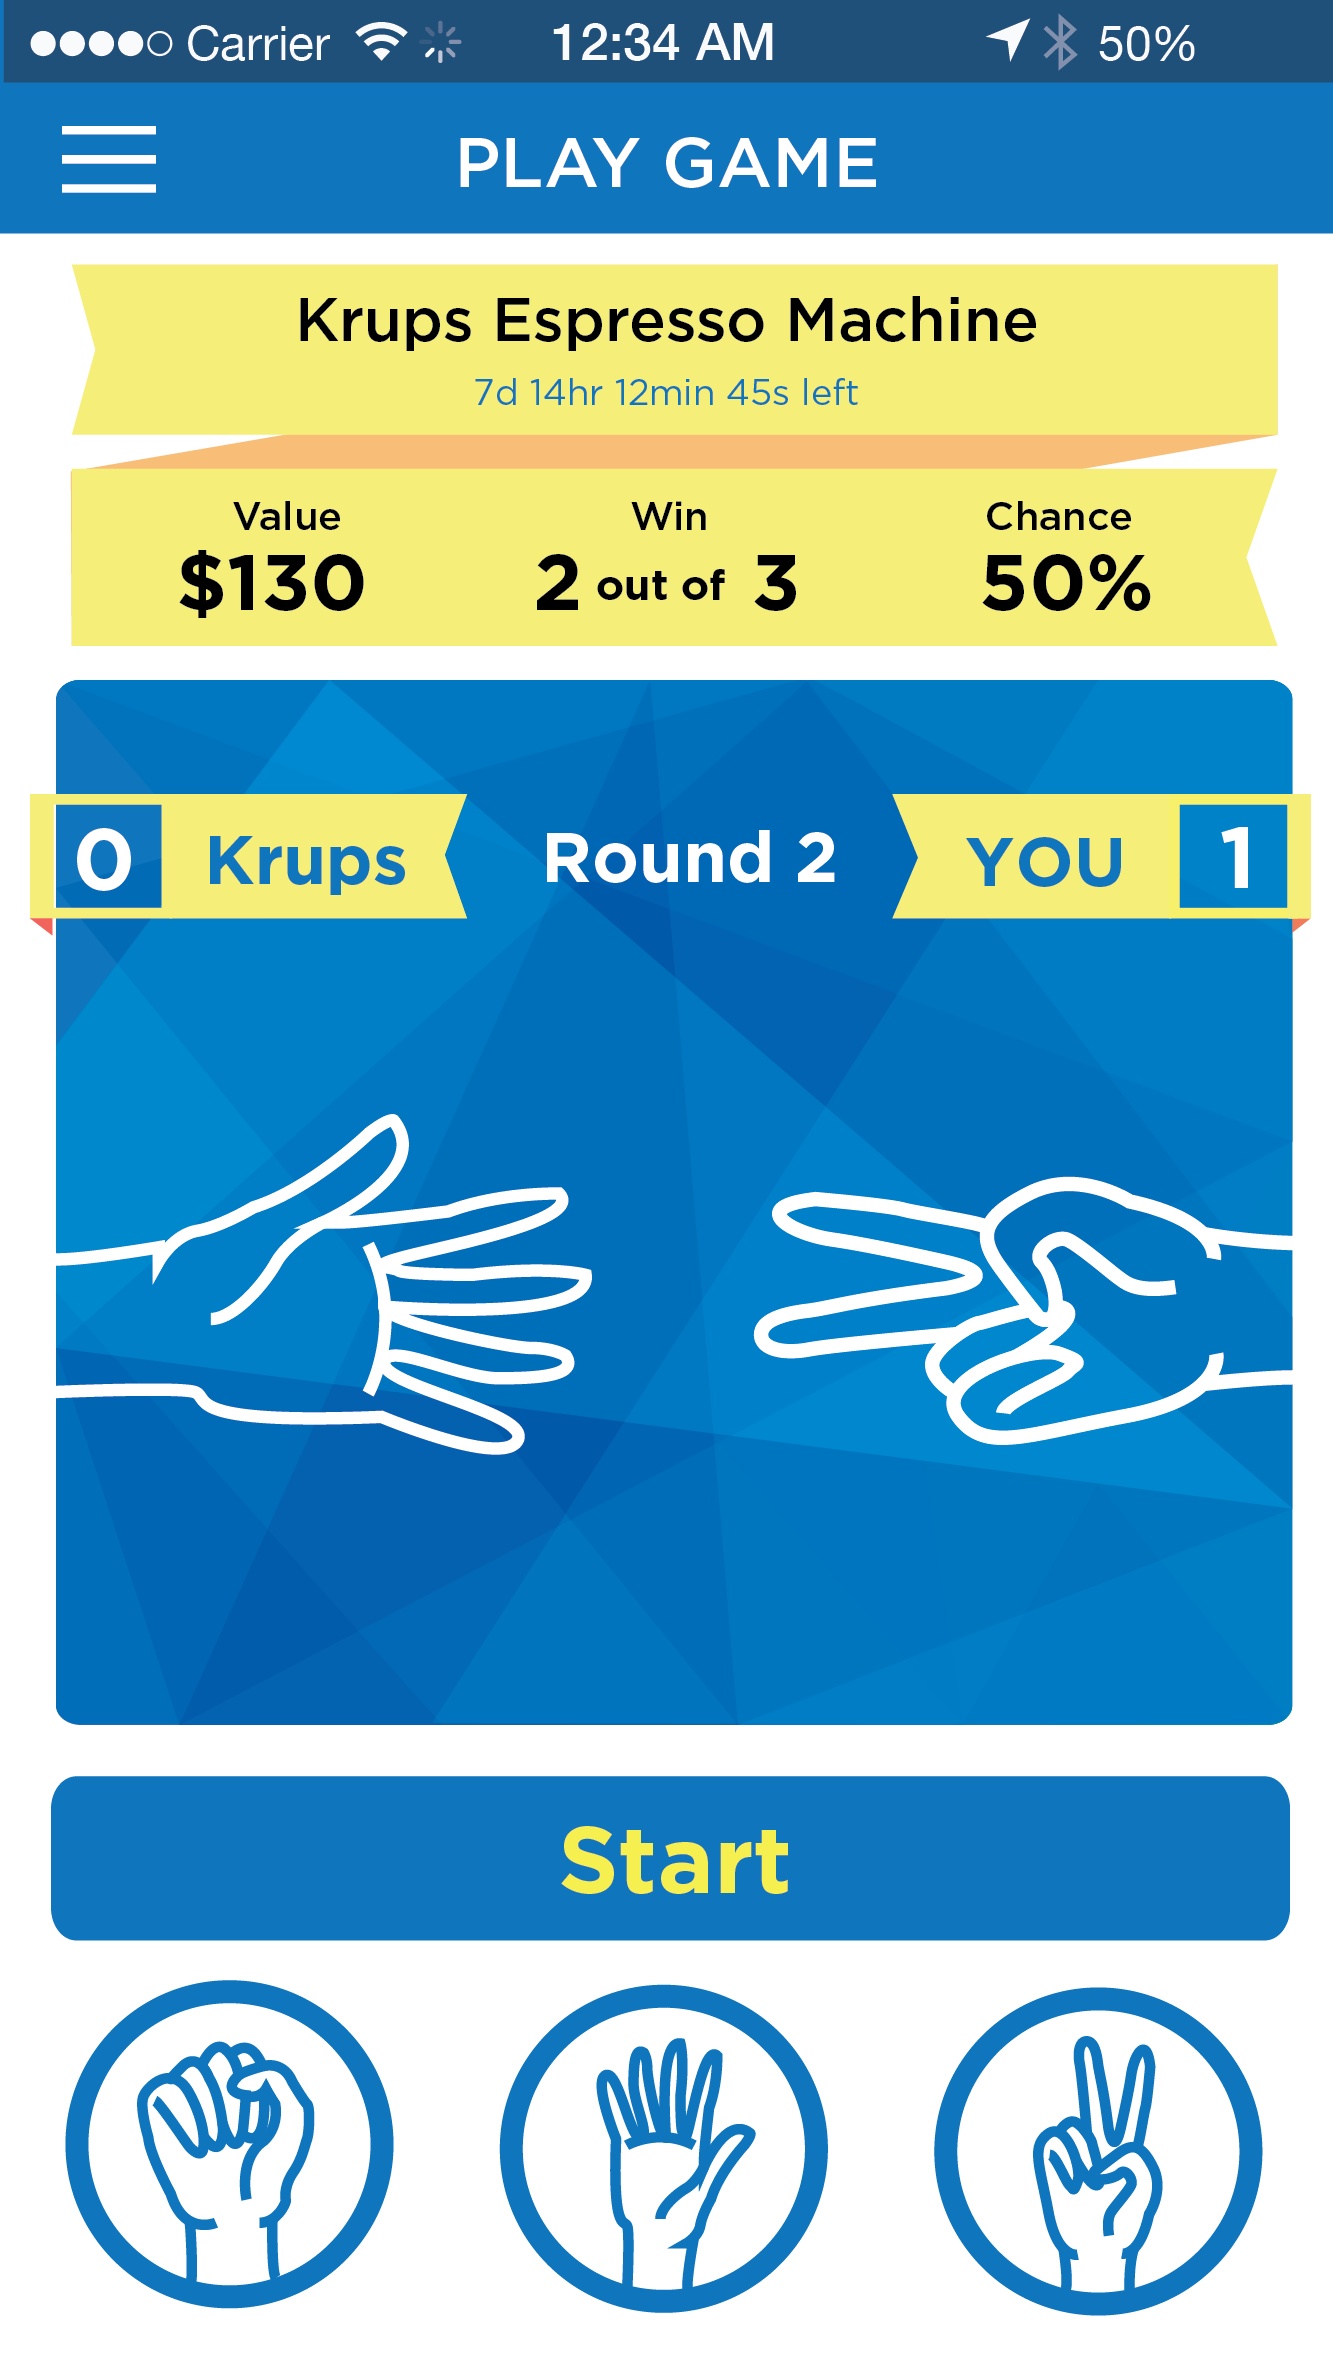 Carrier 12:34 AM 50%
PLAY GAME
Krups Espresso Machine
7d 14hr 12min 45s left
Value Win Chance
$130 2 out of 3 50%
0 Krups Round 2 YOU 1
Start